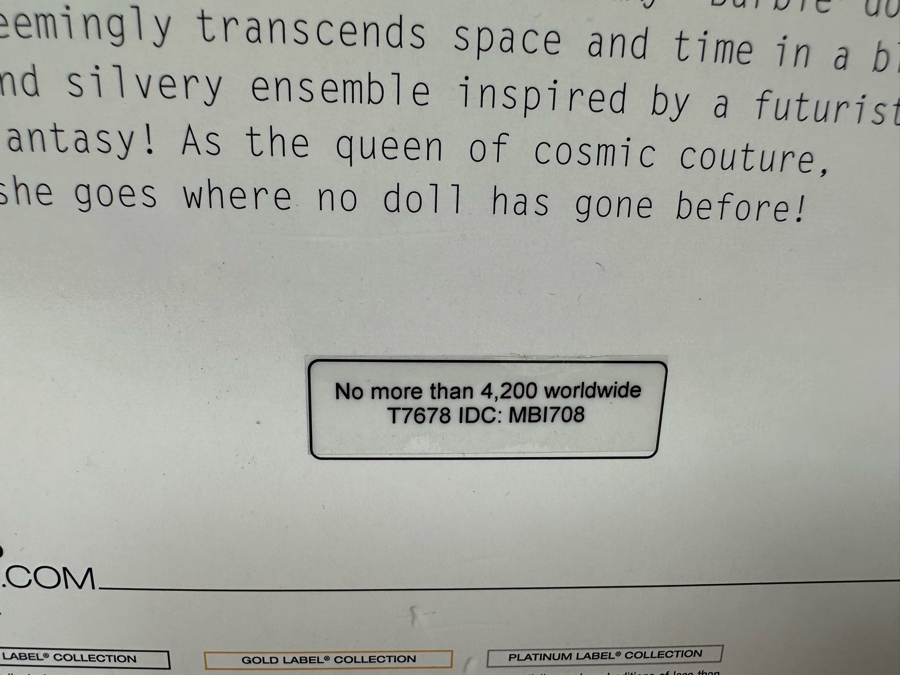 Barbie
eemingly transcends space and time in a
nd silvery ensemble inspired by a futurist
antasy! As the queen of cosmic couture,
she goes where no doll has gone before!
No more than 4,200 worldwide
T7678 IDC: MBI708
.COM
LABEL® COLLECTION
GOLD LABEL® COLLECTION
PLATINUM LABEL® COLLECTION